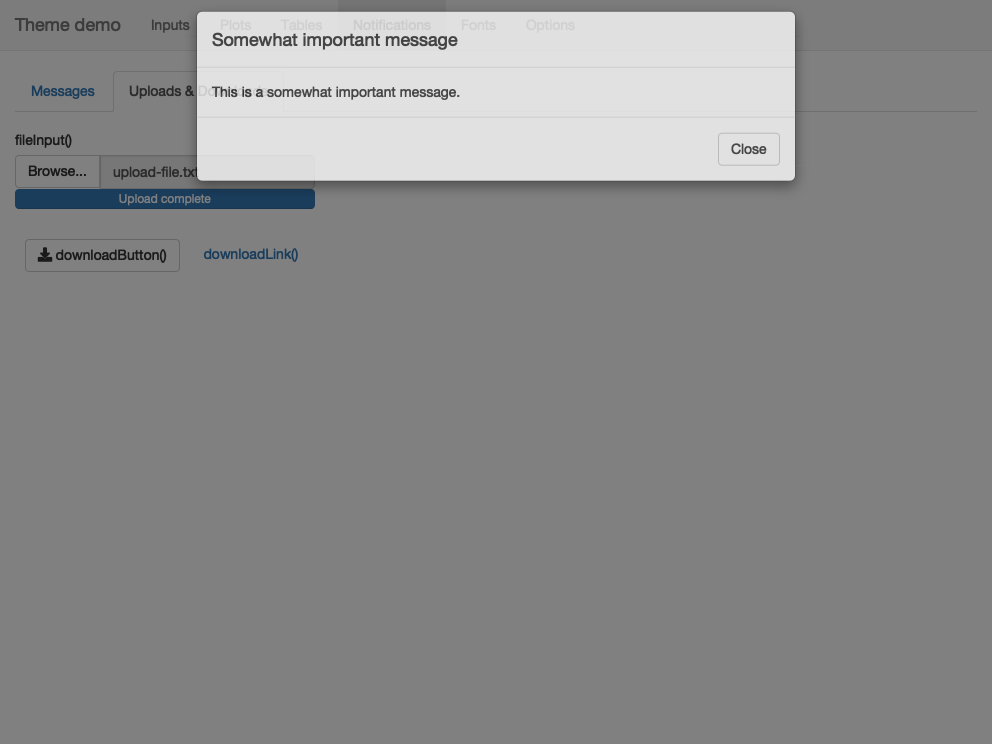 Theme demo Inputs Plots Tables Notifications Fonts Options
Somewhat important message
Messages Uploads &
This is a somewhat important message.
fileInput()
Close
Browse... upload-file.txt
Upload complete
downloadButton() downloadLink()